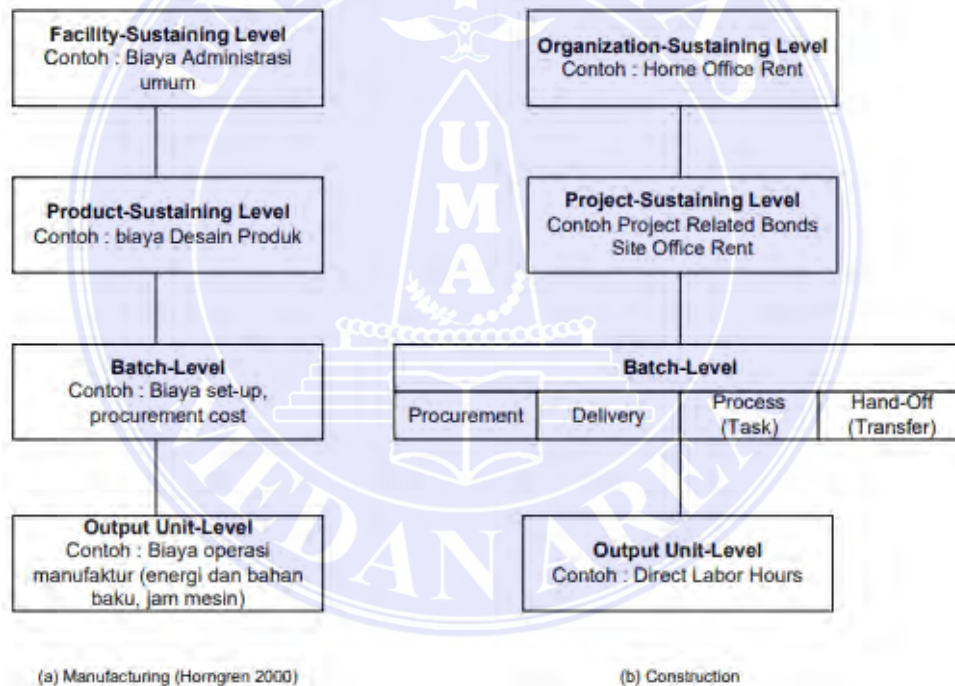 Facility-Sustaining Level
Contoh : Biaya Administrasi
umum
Product-Sustaining Level
Contoh : biaya Desain Produk
Batch-Level
Contoh : Biaya set-up,
procurement cost
Output Unit-Level
Contoh : Biaya operasi
manufaktur (energi dan bahan
baku, jam mesin)
(a) Manufacturing (Horngren 2000)
Organization-Sustaining Level
Contoh : Home Office Rent
Project-Sustaining Level
Contoh Project Related Bonds
Site Office Rent
Batch-Level
Procurement
Delivery
Process
(Task)
Hand-Off
(Transfer)
Output Unit-Level
Contoh : Direct Labor Hours
(b) Construction
UMA
MEDAN AREA